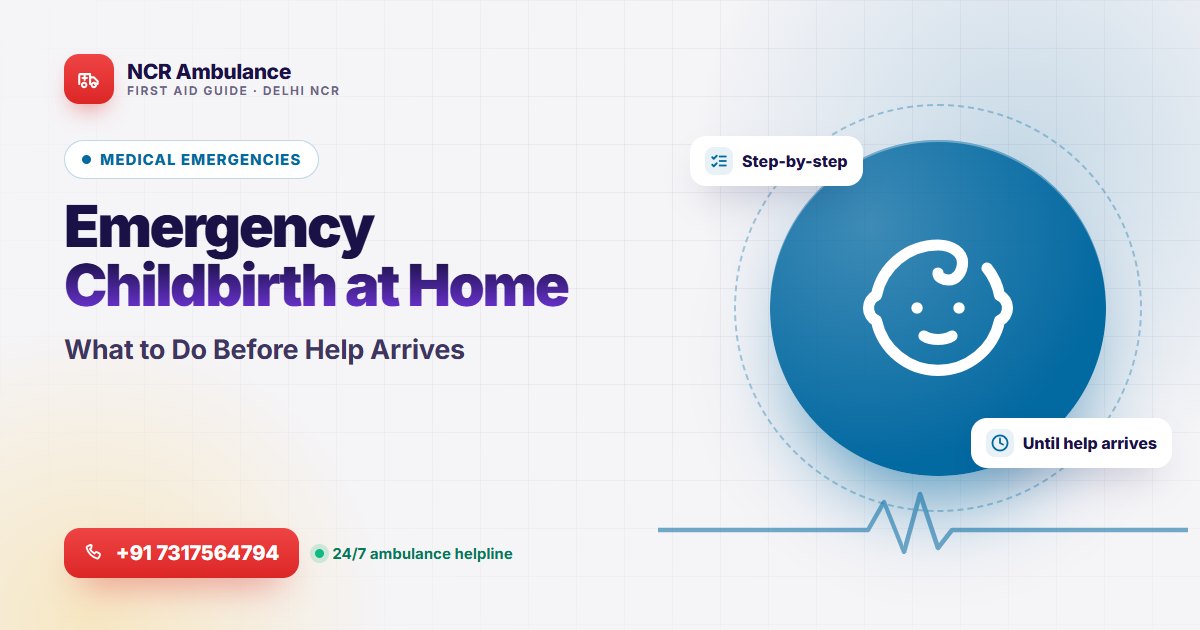 NCR Ambulance
FIRST AID GUIDE · DELHI NCR
MEDICAL EMERGENCIES
Emergency
Childbirth at Home
What to Do Before Help Arrives
Step-by-step
Until help arrives
+91 7317564794
24/7 ambulance helpline